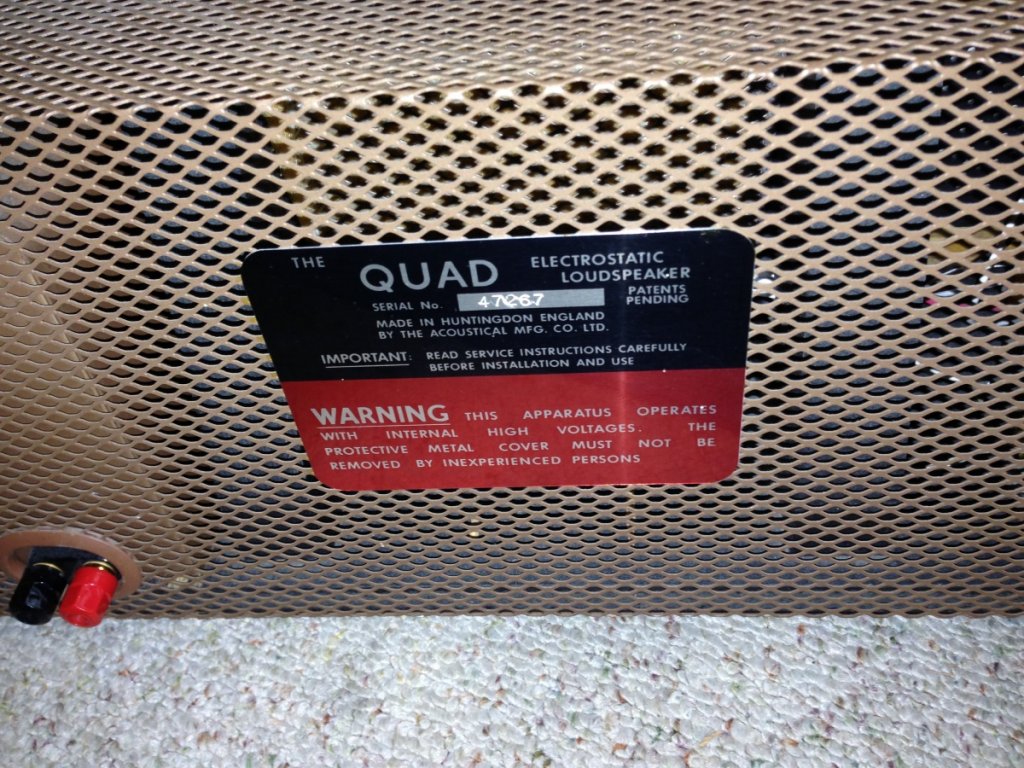 THE QUAD ELECTROSTATIC
LOUDSPEAKER
SERIAL No. 47267 PATENTS
PENDING
MADE IN HUNTINGDON ENGLAND
BY THE ACOUSTICAL MFG. CO. LTD.
IMPORTANT: READ SERVICE INSTRUCTIONS CAREFULLY
BEFORE INSTALLATION AND USE
WARNING THIS APPARATUS OPERATES
WITH INTERNAL HIGH VOLTAGES. THE
PROTECTIVE METAL COVER MUST NOT BE
REMOVED BY INEXPERIENCED PERSONS